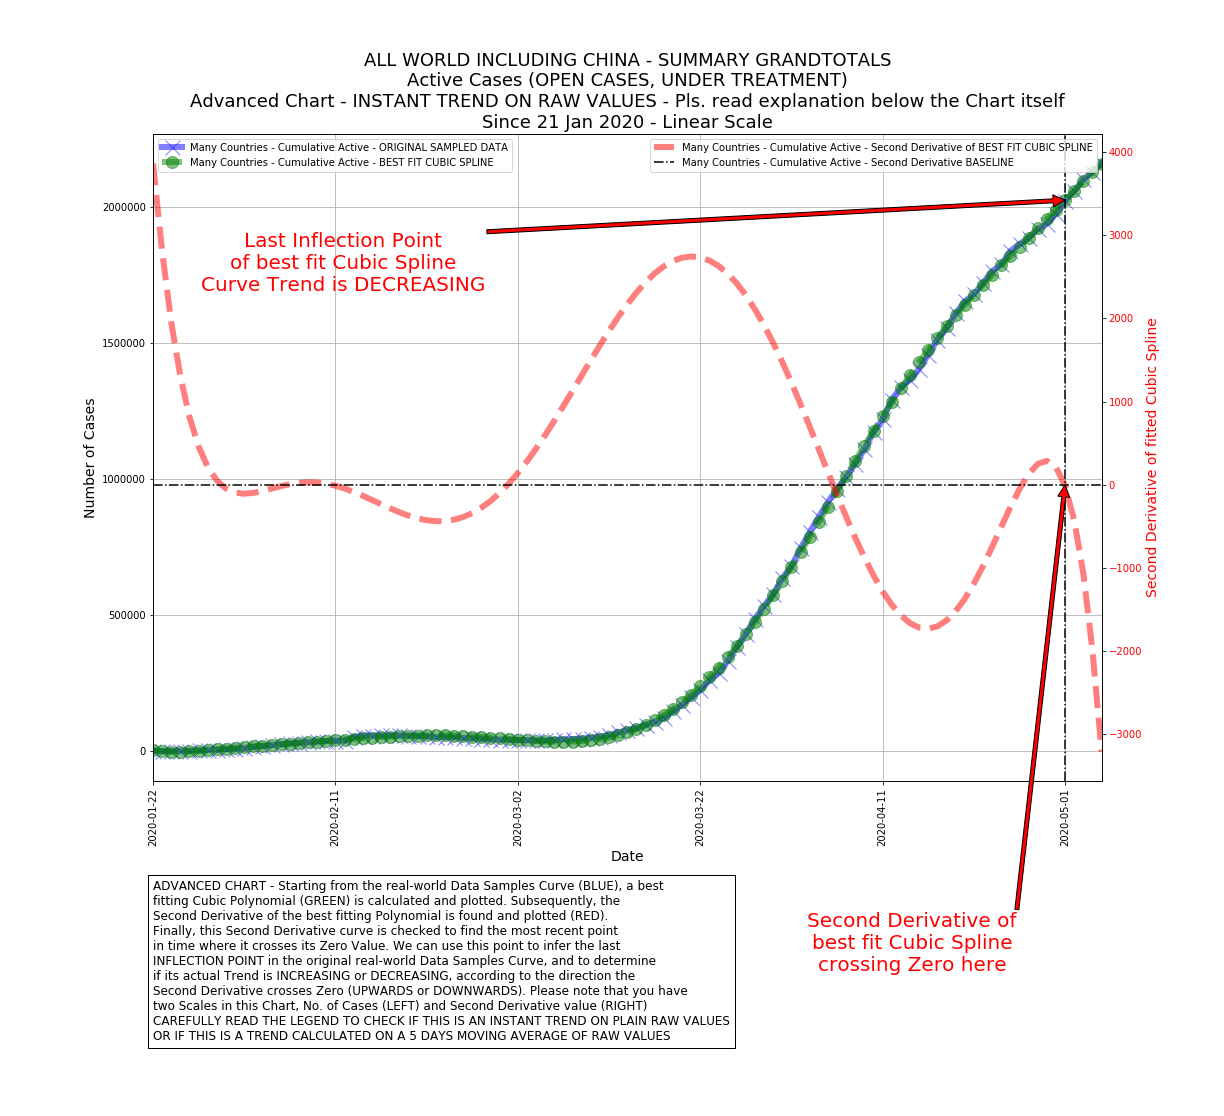 ALL WORLD INCLUDING CHINA - SUMMARY GRANDTOTALS
Active Cases (OPEN CASES, UNDER TREATMENT)
Advanced Chart - INSTANT TREND ON RAW VALUES - Pls. read explanation below the Chart itself
Since 21 Jan 2020 - Linear Scale
Many Countries - Cumulative Active - ORIGINAL SAMPLED DATA
Many Countries - Cumulative Active - BEST FIT CUBIC SPLINE
Many Countries - Cumulative Active - Second Derivative of BEST FIT CUBIC SPLINE
Many Countries - Cumulative Active - Second Derivative BASELINE
Last Inflection Point
of best fit Cubic Spline
Curve Trend is DECREASING
Number of Cases
2000000
1500000
1000000
500000
0
4000
3000
2000
1000
0
−1000
−2000
−3000
Second Derivative of fitted Cubic Spline
2020-01-22
2020-02-11
2020-03-02
2020-03-22
2020-04-11
2020-05-01
Date
ADVANCED CHART - Starting from the real-world Data Samples Curve (BLUE), a best
fitting Cubic Polynomial (GREEN) is calculated and plotted. Subsequently, the
Second Derivative of the best fitting Polynomial is found and plotted (RED).
Finally, this Second Derivative curve is checked to find the most recent point
in time where it crosses its Zero Value. We can use this point to infer the last
INFLECTION POINT in the original real-world Data Samples Curve, and to determine
if its actual Trend is INCREASING or DECREASING, according to the direction the
Second Derivative crosses Zero (UPWARDS or DOWNWARDS). Please note that you have
two Scales in this Chart, No. of Cases (LEFT) and Second Derivative value (RIGHT)
CAREFULLY READ THE LEGEND TO CHECK IF THIS IS AN INSTANT TREND ON PLAIN RAW VALUES
OR IF THIS IS A TREND CALCULATED ON A 5 DAYS MOVING AVERAGE OF RAW VALUES
Second Derivative of
best fit Cubic Spline
crossing Zero here